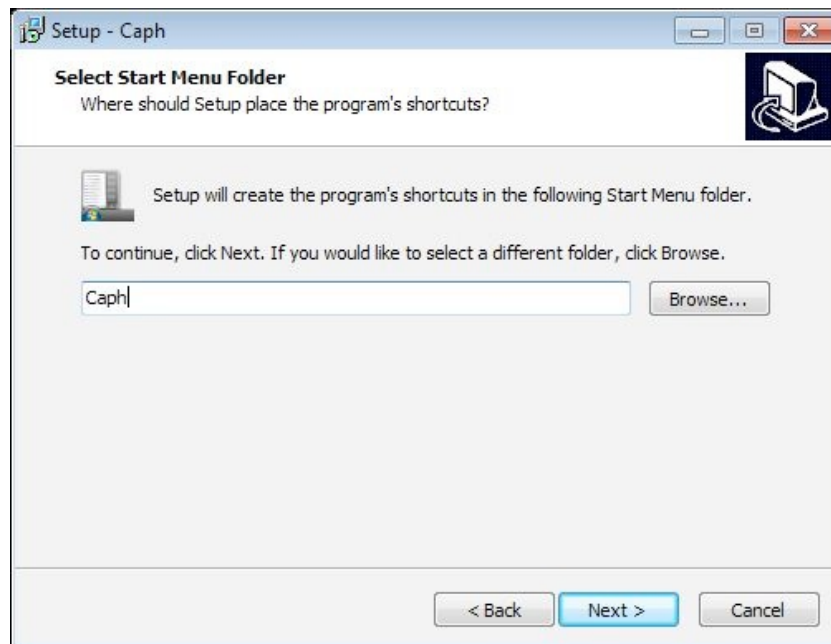 Setup - Caph
Select Start Menu Folder
Where should Setup place the program's shortcuts?
Setup will create the program's shortcuts in the following Start Menu folder.
To continue, click Next. If you would like to select a different folder, click Browse.
Caph
Browse...
< Back
Next >
Cancel